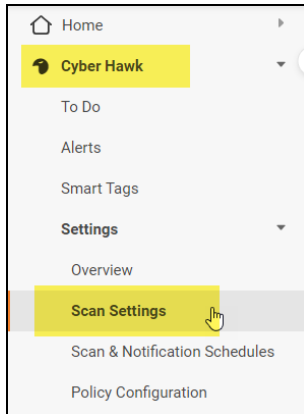 Home
Cyber Hawk
To Do
Alerts
Smart Tags
Settings
Overview
Scan Settings
Scan & Notification Schedules
Policy Configuration